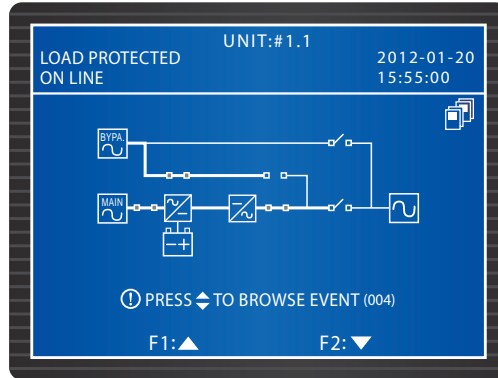 UNIT:#1.1
LOAD PROTECTED
ON LINE
2012-01-20
15:55:00
BYPA.
MAIN
PRESS TO BROWSE EVENT (004)
F1:
F2: